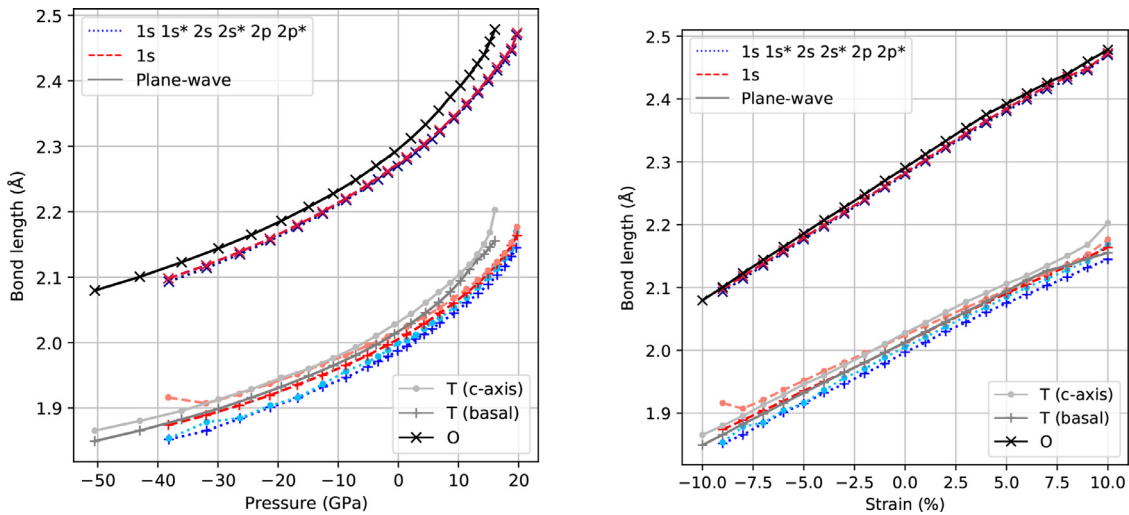 2.5
2.4
2.3
2.2
2.1
2.0
1.9
Bond length (Å)
1s 1s* 2s 2s* 2p 2p*
1s
Plane-wave
T (c-axis)
T (basal)
O
−50 −40 −30 −20 −10 0 10 20
Pressure (GPa)
2.5
2.4
2.3
2.2
2.1
2.0
1.9
Bond length (Å)
1s 1s* 2s 2s* 2p 2p*
1s
Plane-wave
T (c-axis)
T (basal)
O
−10.0 −7.5 −5.0 −2.5 0.0 2.5 5.0 7.5 10.0
Strain (%)